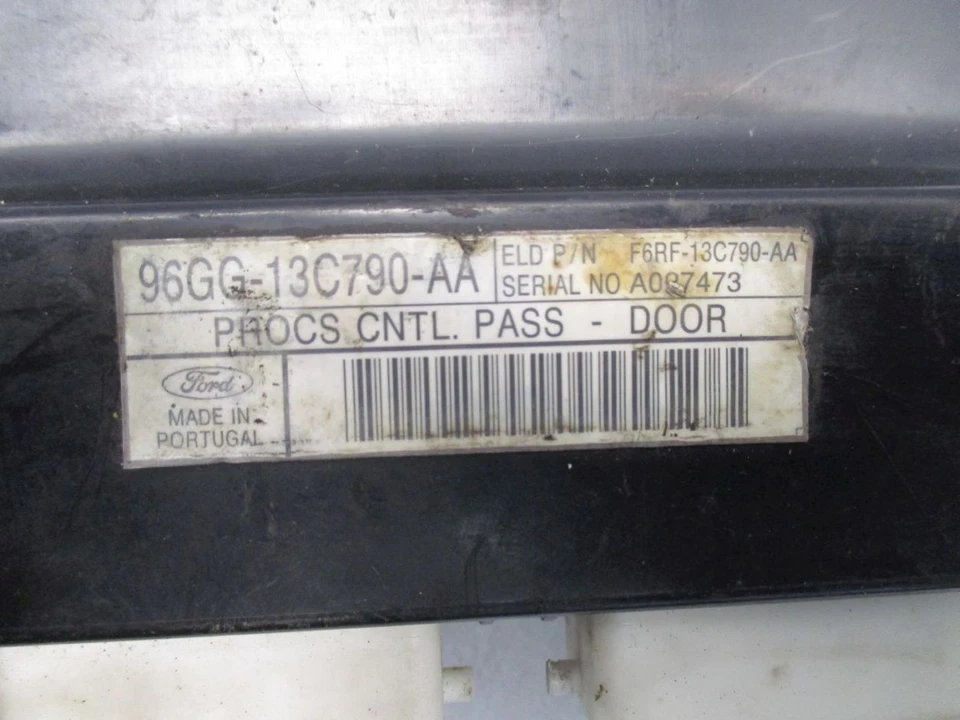 96GG-13C790-AA
ELD P/N F6RF-13C790-AA
SERIAL NO A087473
PROCS CNTL. PASS - DOOR
Ford
MADE IN
PORTUGAL